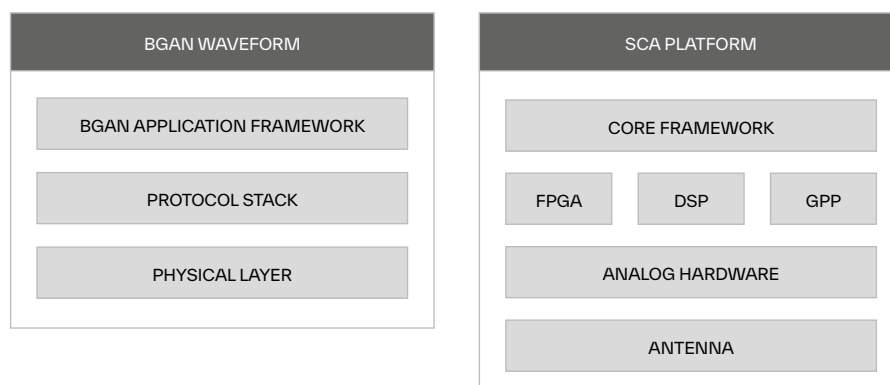 BGAN WAVEFORM
BGAN APPLICATION FRAMEWORK
PROTOCOL STACK
PHYSICAL LAYER
SCA PLATFORM
CORE FRAMEWORK
FPGA DSP GPP
ANALOG HARDWARE
ANTENNA